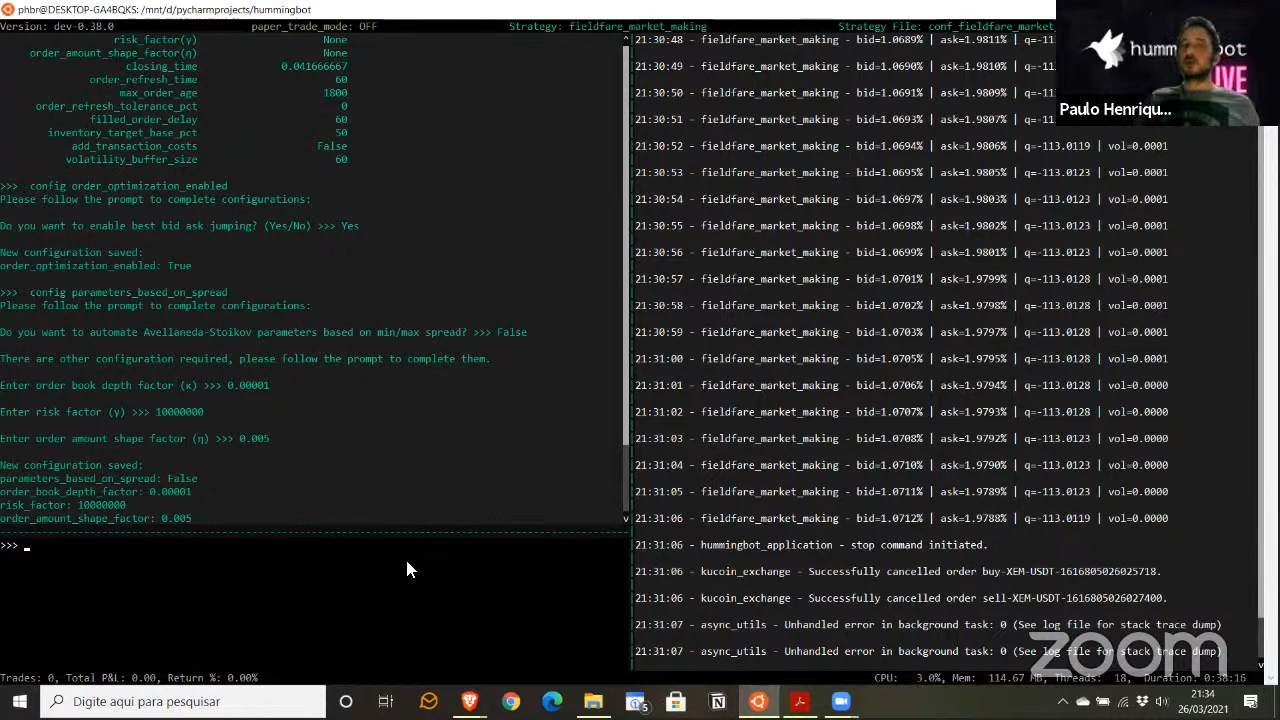 phbr@DESKTOP-GA4BQKS: /mnt/d/pycharmprojects/hummingbot
Version: dev-0.38.0 paper_trade_mode: OFF Strategy: fieldfare_market_making Strategy File: conf_fieldfare_market
risk_factor(γ) None
order_amount_shape_factor(η) None
closing_time 0.041666667
order_refresh_time 60
max_order_age 1800
order_refresh_tolerance_pct 0
filled_order_delay 60
inventory_target_base_pct 50
add_transaction_costs False
volatility_buffer_size 60
>>> config order_optimization_enabled
Please follow the prompt to complete configurations:
Do you want to enable best bid ask jumping? (Yes/No) >>> Yes
New configuration saved:
order_optimization_enabled: True
>>> config parameters_based_on_spread
Please follow the prompt to complete configurations:
Do you want to automate Avellaneda-Stoikov parameters based on min/max spread? >>> False
There are other configuration required, please follow the prompt to complete them.
Enter order book depth factor (κ) >>> 0.00001
Enter risk factor (γ) >>> 10000000
Enter order amount shape factor (η) >>> 0.005
New configuration saved:
parameters_based_on_spread: False
order_book_depth_factor: 0.00001
risk_factor: 10000000
order_amount_shape_factor: 0.005
>>>
21:30:48 - fieldfare_market_making - bid=1.0689% | ask=1.9811% | q=-11
21:30:49 - fieldfare_market_making - bid=1.0690% | ask=1.9810% | q=-11
21:30:50 - fieldfare_market_making - bid=1.0691% | ask=1.9809% | q=-11
21:30:51 - fieldfare_market_making - bid=1.0693% | ask=1.9807% | q=-11
21:30:52 - fieldfare_market_making - bid=1.0694% | ask=1.9806% | q=-113.0119 | vol=0.0001
21:30:53 - fieldfare_market_making - bid=1.0695% | ask=1.9805% | q=-113.0128 | vol=0.0001
21:30:54 - fieldfare_market_making - bid=1.0697% | ask=1.9803% | q=-113.0128 | vol=0.0001
21:30:55 - fieldfare_market_making - bid=1.0698% | ask=1.9802% | q=-113.0128 | vol=0.0001
21:30:56 - fieldfare_market_making - bid=1.0699% | ask=1.9801% | q=-113.0128 | vol=0.0001
21:30:57 - fieldfare_market_making - bid=1.0701% | ask=1.9799% | q=-113.0128 | vol=0.0001
21:30:58 - fieldfare_market_making - bid=1.0702% | ask=1.9798% | q=-113.0128 | vol=0.0001
21:30:59 - fieldfare_market_making - bid=1.0703% | ask=1.9797% | q=-113.0128 | vol=0.0001
21:31:00 - fieldfare_market_making - bid=1.0705% | ask=1.9795% | q=-113.0128 | vol=0.0001
21:31:01 - fieldfare_market_making - bid=1.0706% | ask=1.9794% | q=-113.0128 | vol=0.0000
21:31:02 - fieldfare_market_making - bid=1.0707% | ask=1.9793% | q=-113.0128 | vol=0.0000
21:31:03 - fieldfare_market_making - bid=1.0708% | ask=1.9792% | q=-113.0128 | vol=0.0000
21:31:04 - fieldfare_market_making - bid=1.0710% | ask=1.9790% | q=-113.0123 | vol=0.0000
21:31:05 - fieldfare_market_making - bid=1.0711% | ask=1.9789% | q=-113.0123 | vol=0.0000
21:31:06 - fieldfare_market_making - bid=1.0712% | ask=1.9788% | q=-113.0119 | vol=0.0000
21:31:06 - hummingbot_application - stop command initiated.
21:31:06 - kucoin_exchange - Successfully cancelled order buy-XEM-USDT-1616805026025718.
21:31:06 - kucoin_exchange - Successfully cancelled order sell-XEM-USDT-1616805026027400.
21:31:07 - async_utils - Unhandled error in background task: 0 (See log file for stack trace dump)
21:31:07 - async_utils - Unhandled error in background task: 0 (See log file for stack trace dump)
Paulo Henriqu...
zoom
Trades: 0, Total P&L: 0.00, Return %: 0.00% CPU: 3.0%, Mem: 114.67 MB, Threads: 18, Duration: 0:38:16
Digite aqui para pesquisar
21:34
26/03/2021